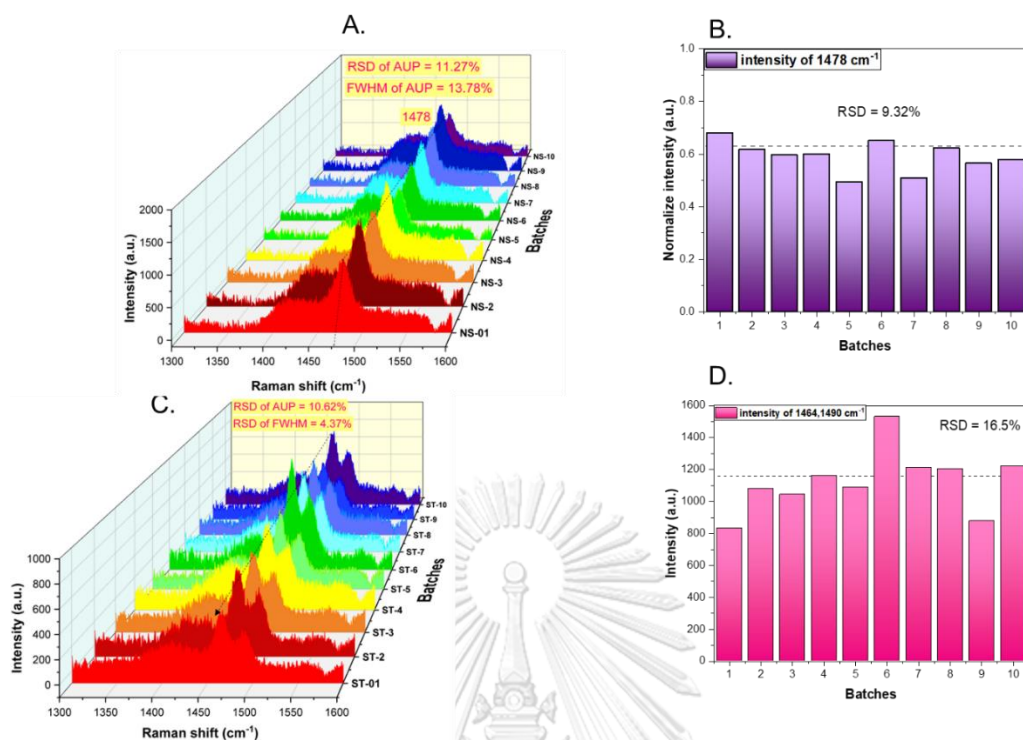 A.
RSD of AUP = 11.27%
FWHM of AUP = 13.78%
1478
NS-10
NS-9
NS-8
NS-7
NS-6
NS-5
NS-4
NS-3
NS-2
NS-01
Batches
2000
1500
1000
500
0
Intensity (a.u.)
1300 1350 1400 1450 1500 1550 1600
Raman shift (cm⁻¹)
B.
intensity of 1478 cm⁻¹
RSD = 9.32%
1.0
0.8
0.6
0.4
0.2
0.0
Normalize intensity (a.u.)
1 2 3 4 5 6 7 8 9 10
Batches
C.
RSD of AUP = 10.62%
RSD of FWHM = 4.37%
ST-10
ST-9
ST-8
ST-7
ST-6
ST-5
ST-4
ST-3
ST-2
ST-01
Batches
1000
800
600
400
200
0
Intensity (a.u.)
1300 1350 1400 1450 1500 1550 1600
Raman shift (cm⁻¹)
D.
intensity of 1464,1490 cm⁻¹
RSD = 16.5%
1600
1400
1200
1000
800
600
400
200
0
Intensity (a.u.)
1 2 3 4 5 6 7 8 9 10
Batches